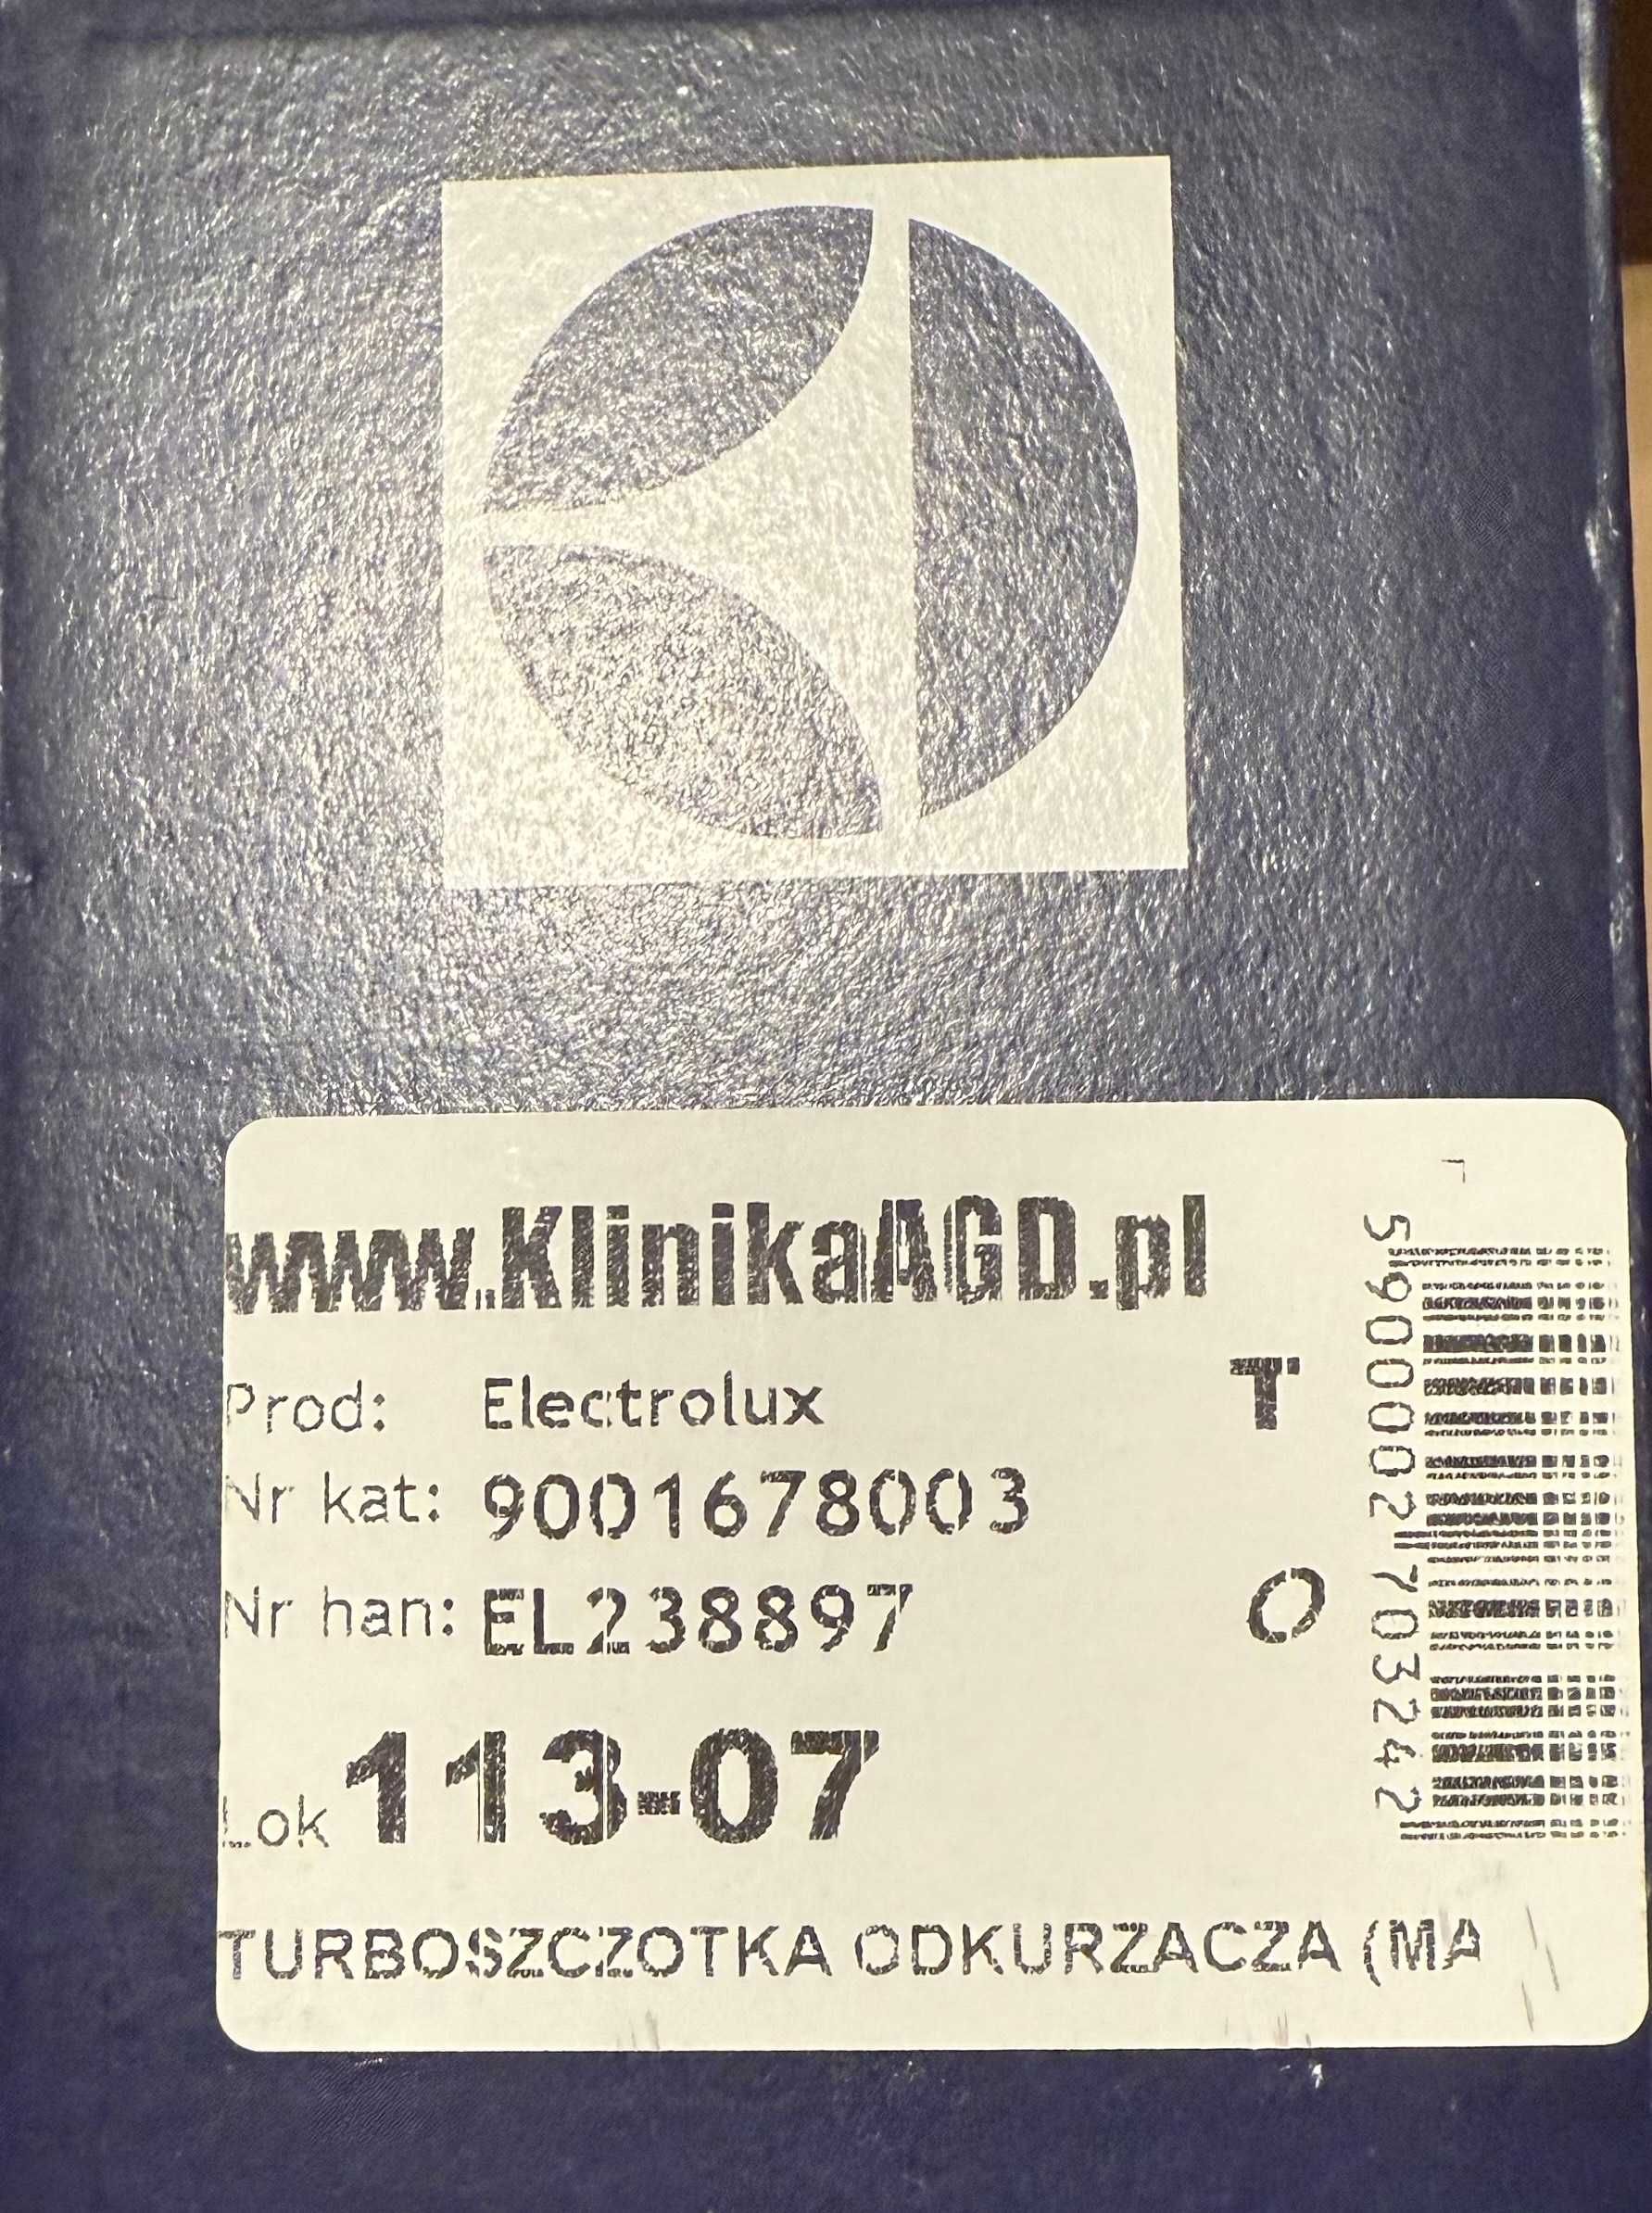 www.KlinikaAGD.pl
Prod: Electrolux
T
Nr kat: 9001678003
Nr han: EL238897
O
Lok 113-07
TURBOSZCZOTKA ODKURZACZA (MA
5900002703242